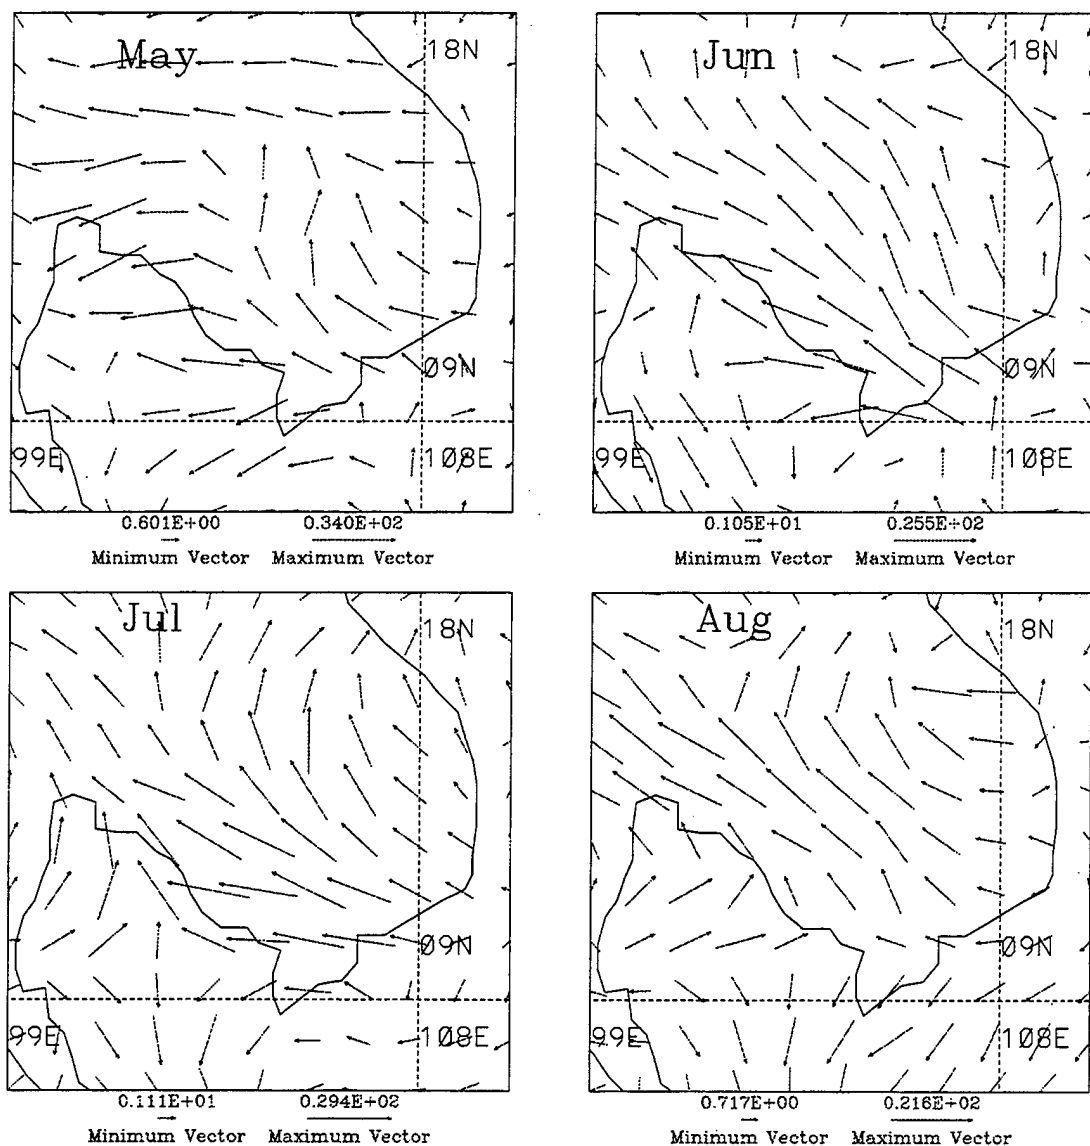 May
18N
09N
99E
108E
0.601E+00
0.340E+02
Minimum Vector
Maximum Vector
Jun
18N
09N
99E
108E
0.105E+01
0.255E+02
Minimum Vector
Maximum Vector
Jul
18N
09N
99E
108E
0.111E+01
0.294E+02
Minimum Vector
Maximum Vector
Aug
18N
09N
99E
108E
0.717E+00
0.216E+02
Minimum Vector
Maximum Vector